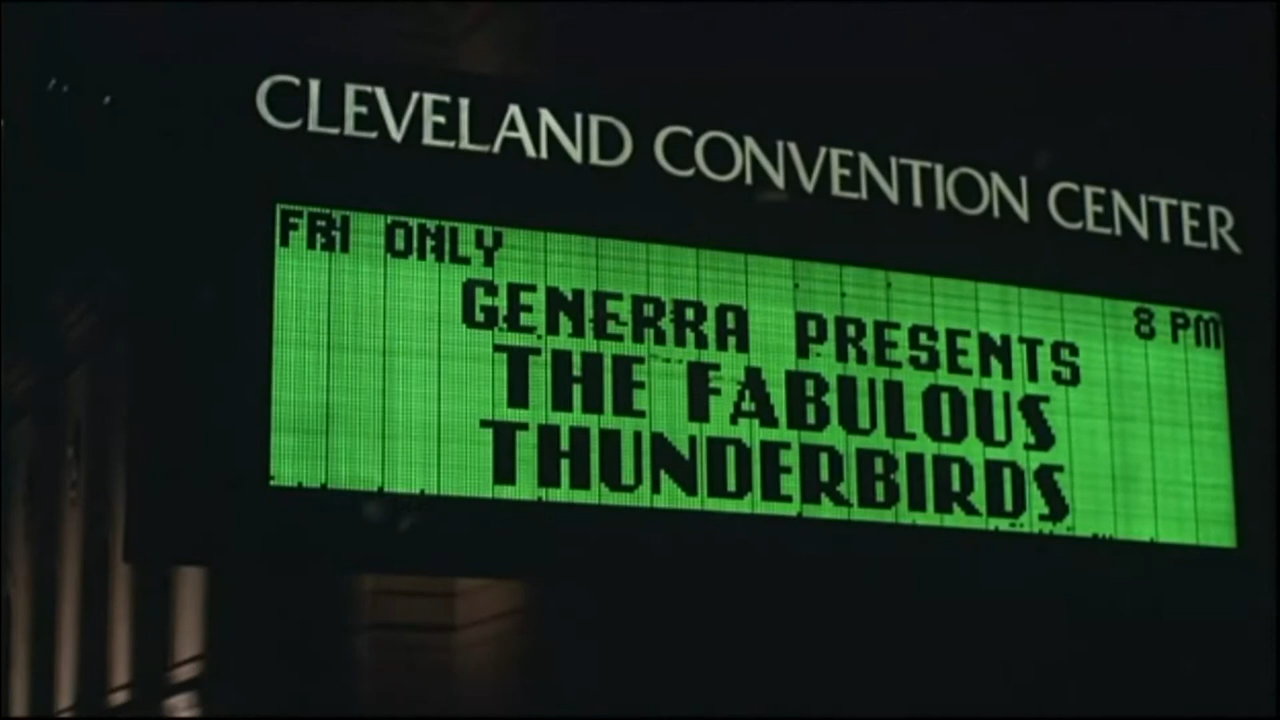 CLEVELAND CONVENTION CENTER
FRI ONLY
8 PM
GENERRA PRESENTS
THE FABULOUS
THUNDERBIRDS